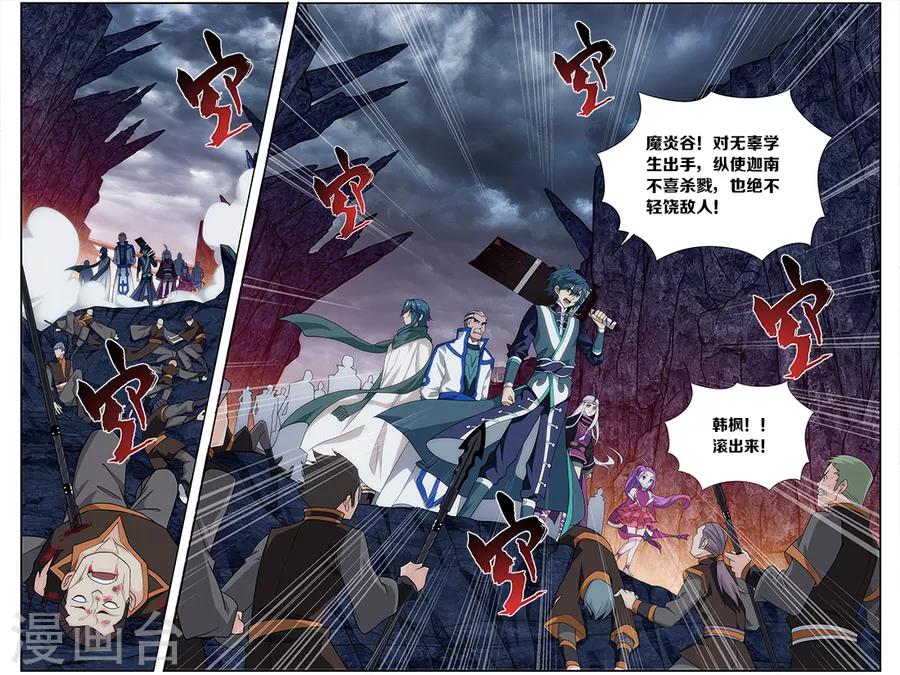 空
空
空
空
空
空
魔炎谷！对无辜学
生出手，纵使迦南
不喜杀戮，也绝不
轻饶敌人！
韩枫！！
滚出来！
漫画台